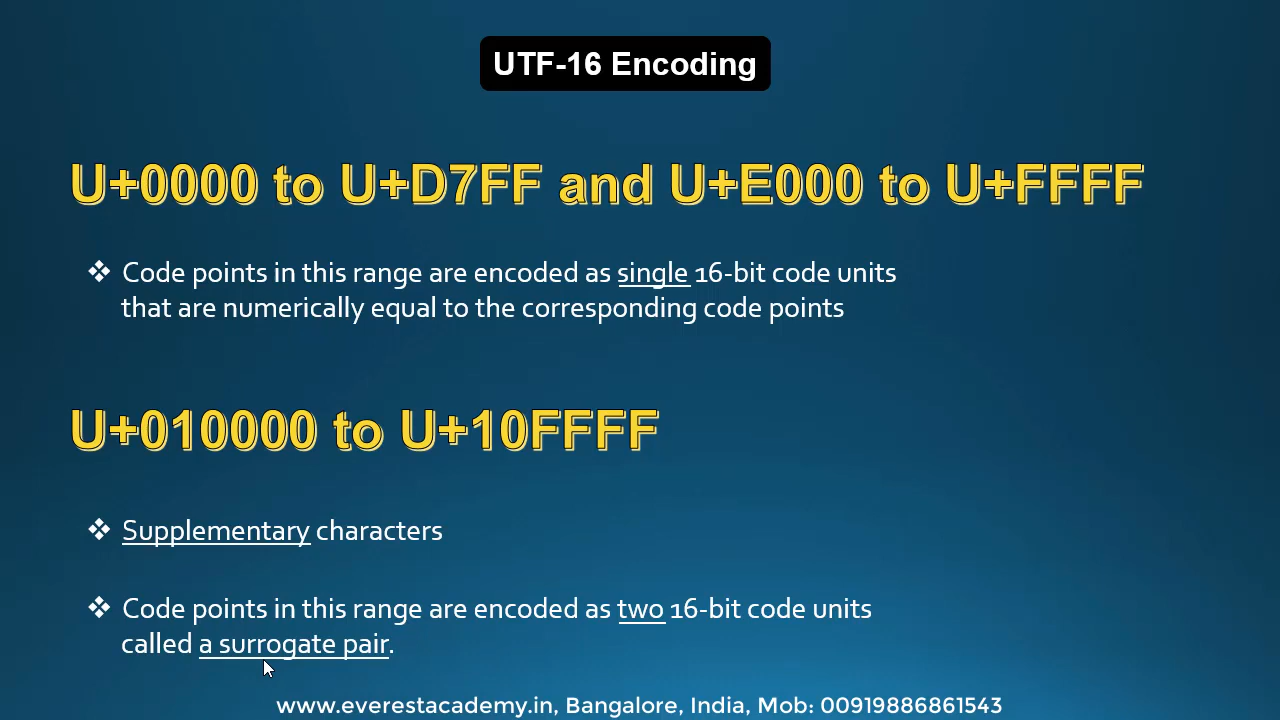 UTF-16 Encoding
U+0000 to U+D7FF and U+E000 to U+FFFF
❖ Code points in this range are encoded as single 16-bit code units
that are numerically equal to the corresponding code points
U+010000 to U+10FFFF
❖ Supplementary characters
❖ Code points in this range are encoded as two 16-bit code units
called a surrogate pair.
www.everestacademy.in, Bangalore, India, Mob: 00919886861543